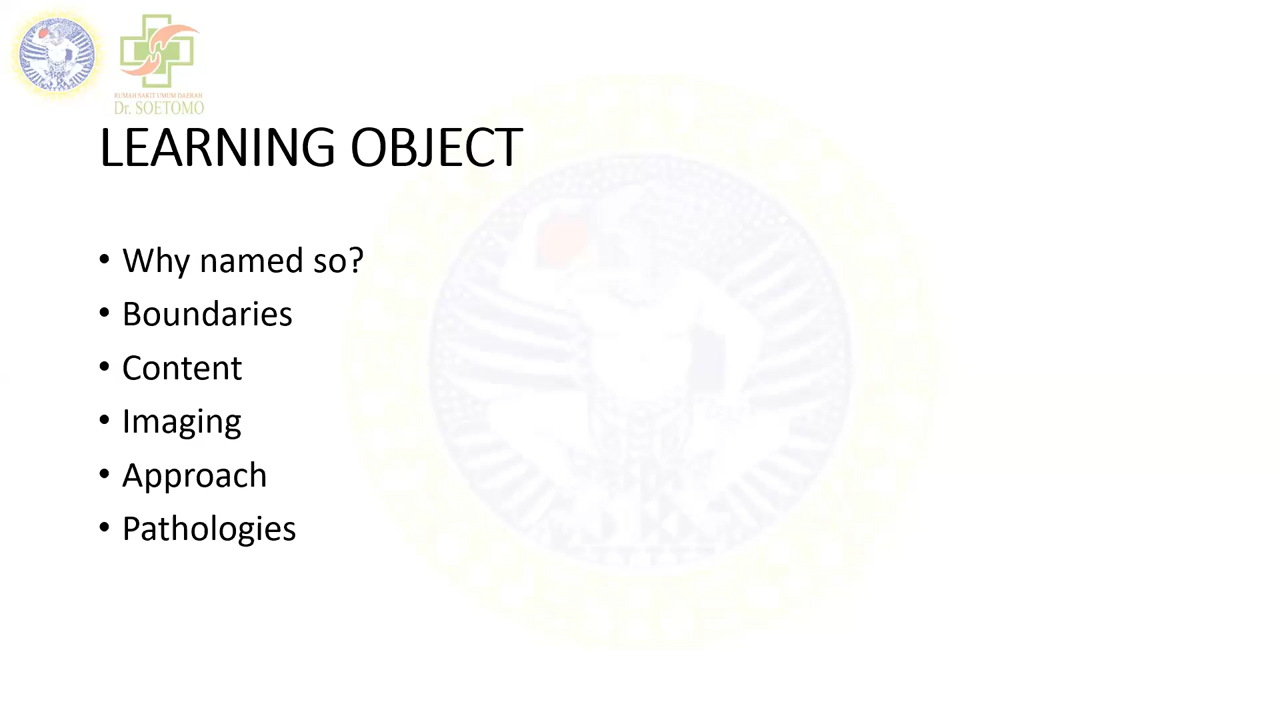 RUMAH SAKIT UMUM DAERAH
Dr. SOETOMO
LEARNING OBJECT
• Why named so?
• Boundaries
• Content
• Imaging
• Approach
• Pathologies